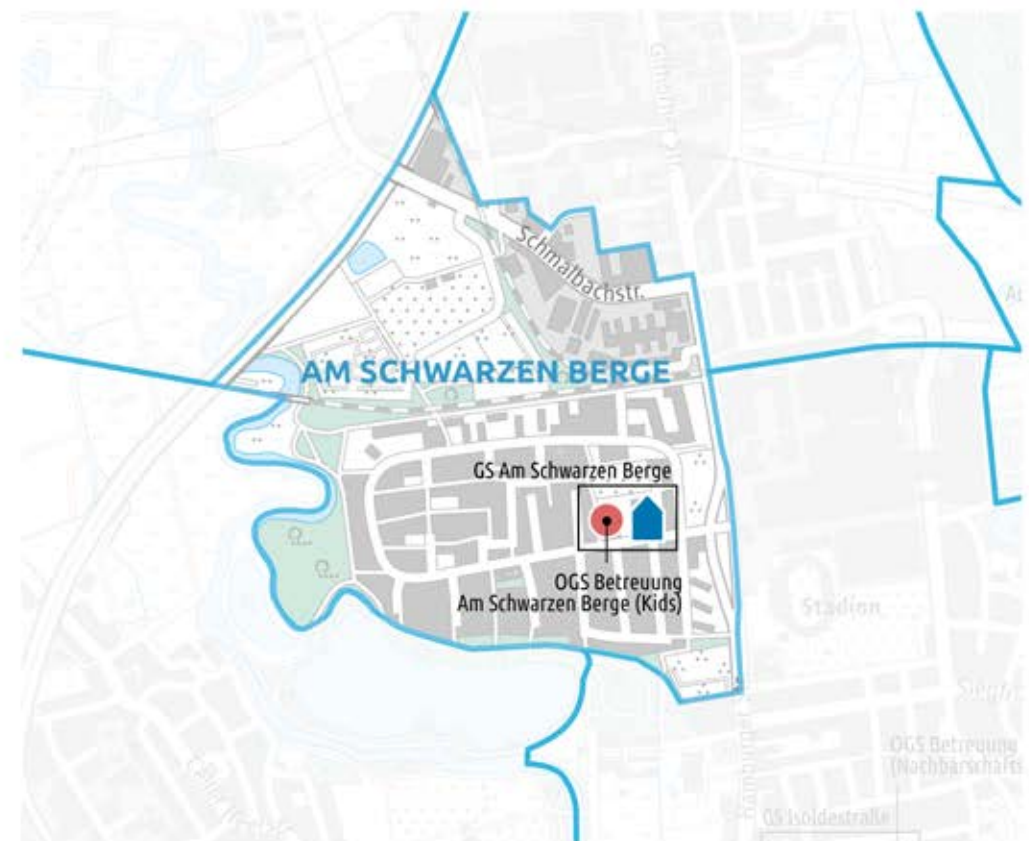 Schmalbachstr.
AM SCHWARZEN BERGE
GS Am Schwarzen Berge
OGS Betreuung
Am Schwarzen Berge (Kids)
Stadion
OGS Betreuung
GS Isoldestraße